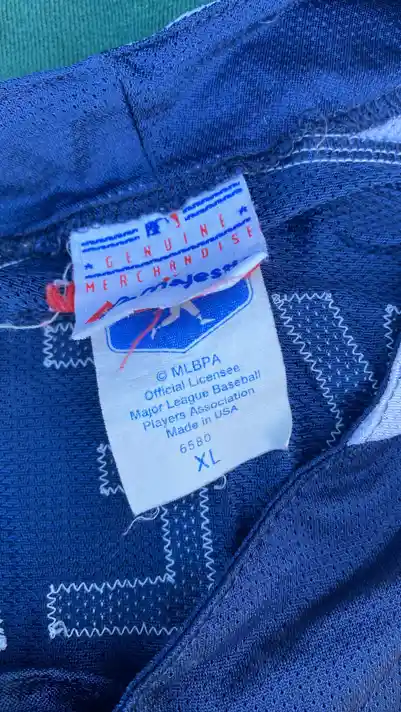 GENUINE
MERCHANDISE
majestic
© MLBPA
Official Licensee
Major League Baseball
Players Association
Made in USA
6580
XL